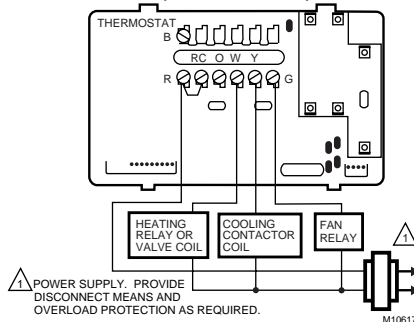 THERMOSTAT
B
RC O W Y
R G
HEATING
RELAY OR
VALVE COIL
COOLING
CONTACTOR
COIL
FAN
RELAY
1
1 POWER SUPPLY. PROVIDE
DISCONNECT MEANS AND
OVERLOAD PROTECTION AS REQUIRED.
M10617